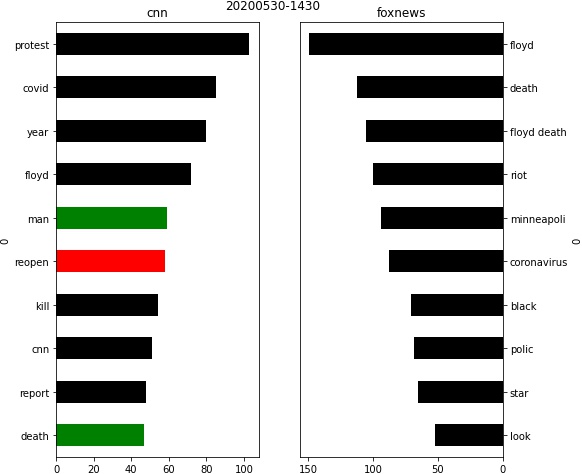 20200530-1430
cnn
protest
covid
year
floyd
man
reopen
kill
cnn
report
death
0
0 20 40 60 80 100
foxnews
floyd
death
floyd death
riot
minneapoli
coronavirus
black
polic
star
look
0
150 100 50 0